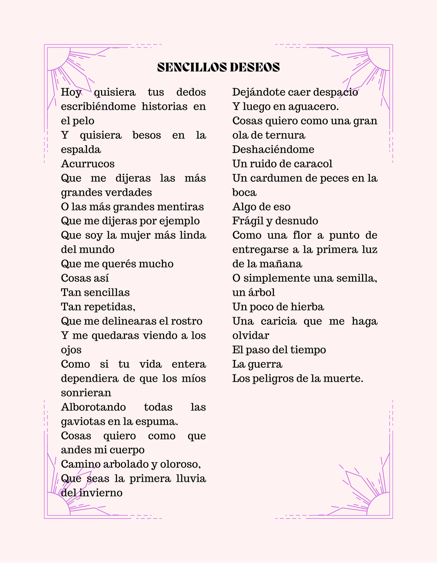 SENCILLOS DESEOS
Hoy quisiera tus dedos
escribiéndome historias en
el pelo
Y quisiera besos en la
espalda
Acurrucos
Que me dijeras las más
grandes verdades
O las más grandes mentiras
Que me dijeras por ejemplo
Que soy la mujer más linda
del mundo
Que me querés mucho
Cosas así
Tan sencillas
Tan repetidas,
Que me delinearas el rostro
Y me quedaras viendo a los
ojos
Como si tu vida entera
dependiera de que los míos
sonrieran
Alborotando todas las
gaviotas en la espuma.
Cosas quiero como que
andes mi cuerpo
Camino arbolado y oloroso,
Que seas la primera lluvia
del invierno
Dejándote caer despacio
Y luego en aguacero.
Cosas quiero como una gran
ola de ternura
Deshaciéndome
Un ruido de caracol
Un cardumen de peces en la
boca
Algo de eso
Frágil y desnudo
Como una flor a punto de
entregarse a la primera luz
de la mañana
O simplemente una semilla,
un árbol
Un poco de hierba
Una caricia que me haga
olvidar
El paso del tiempo
La guerra
Los peligros de la muerte.